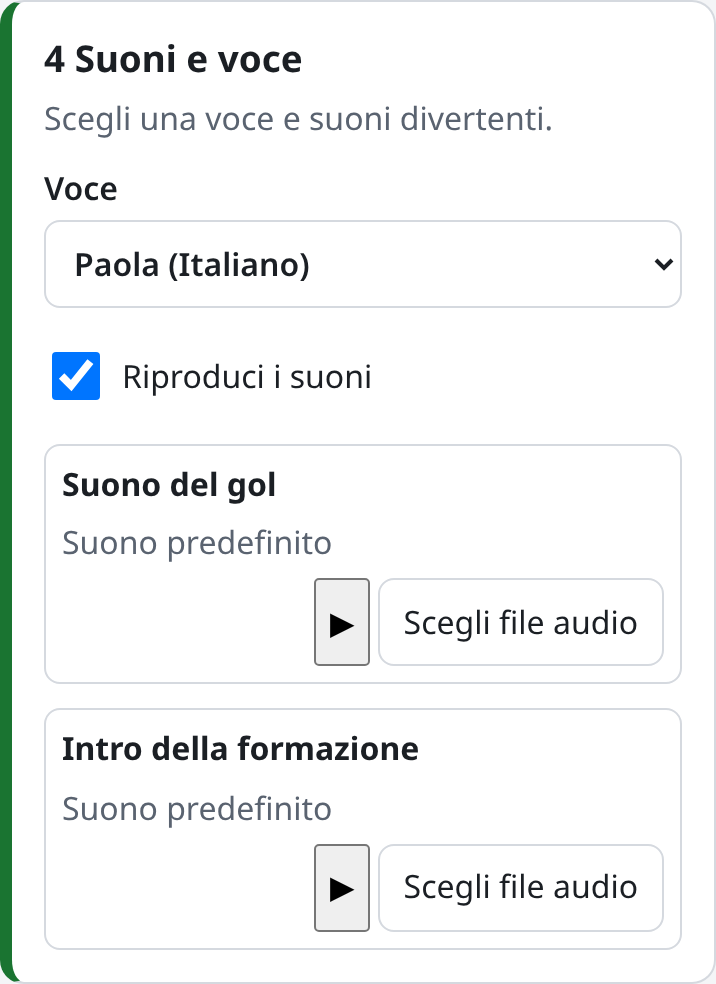 4 Suoni e voce
Scegli una voce e suoni divertenti.
Voce
Paola (Italiano)
Riproduci i suoni
Suono del gol
Suono predefinito
▶ Scegli file audio
Intro della formazione
Suono predefinito
▶ Scegli file audio